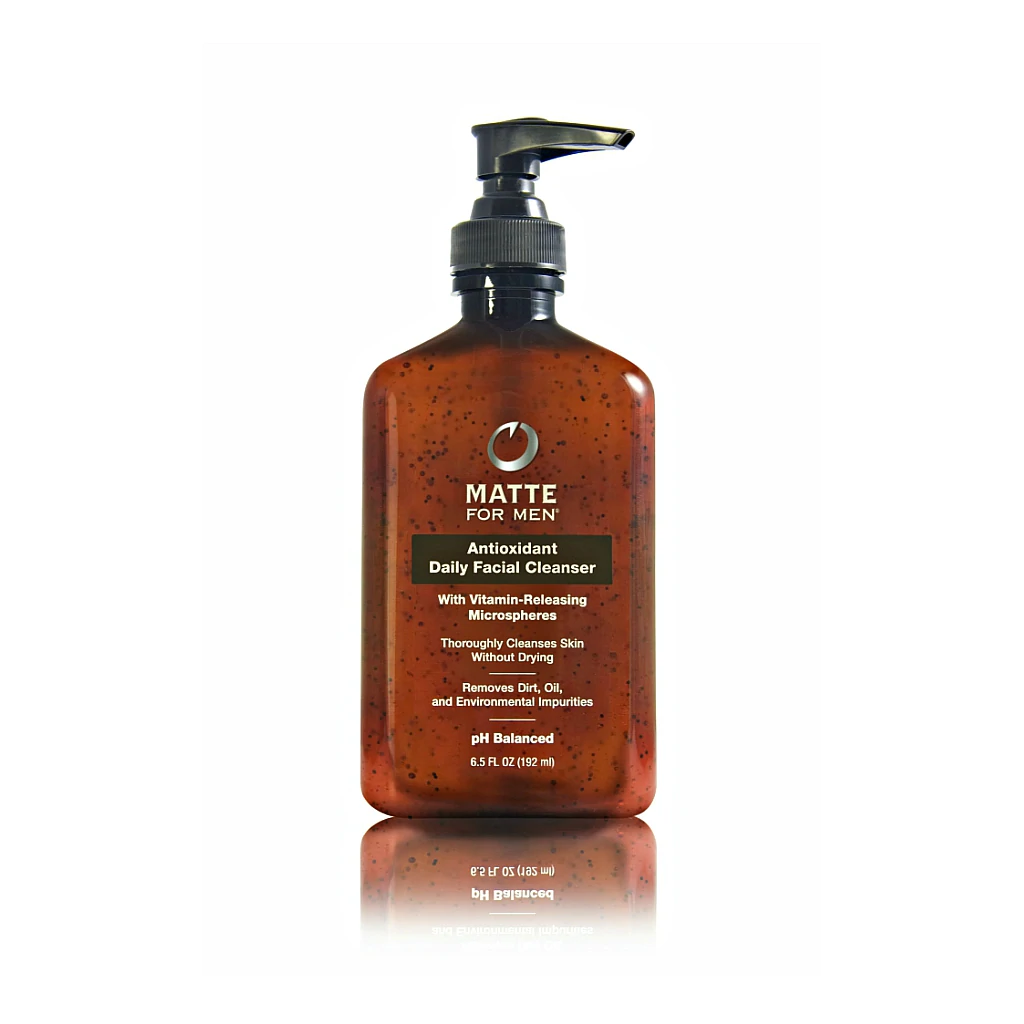 MATTE
FOR MEN®
Antioxidant
Daily Facial Cleanser
With Vitamin-Releasing
Microspheres
Thoroughly Cleanses Skin
Without Drying
Removes Dirt, Oil,
and Environmental Impurities
pH Balanced
6.5 FL OZ (192 ml)